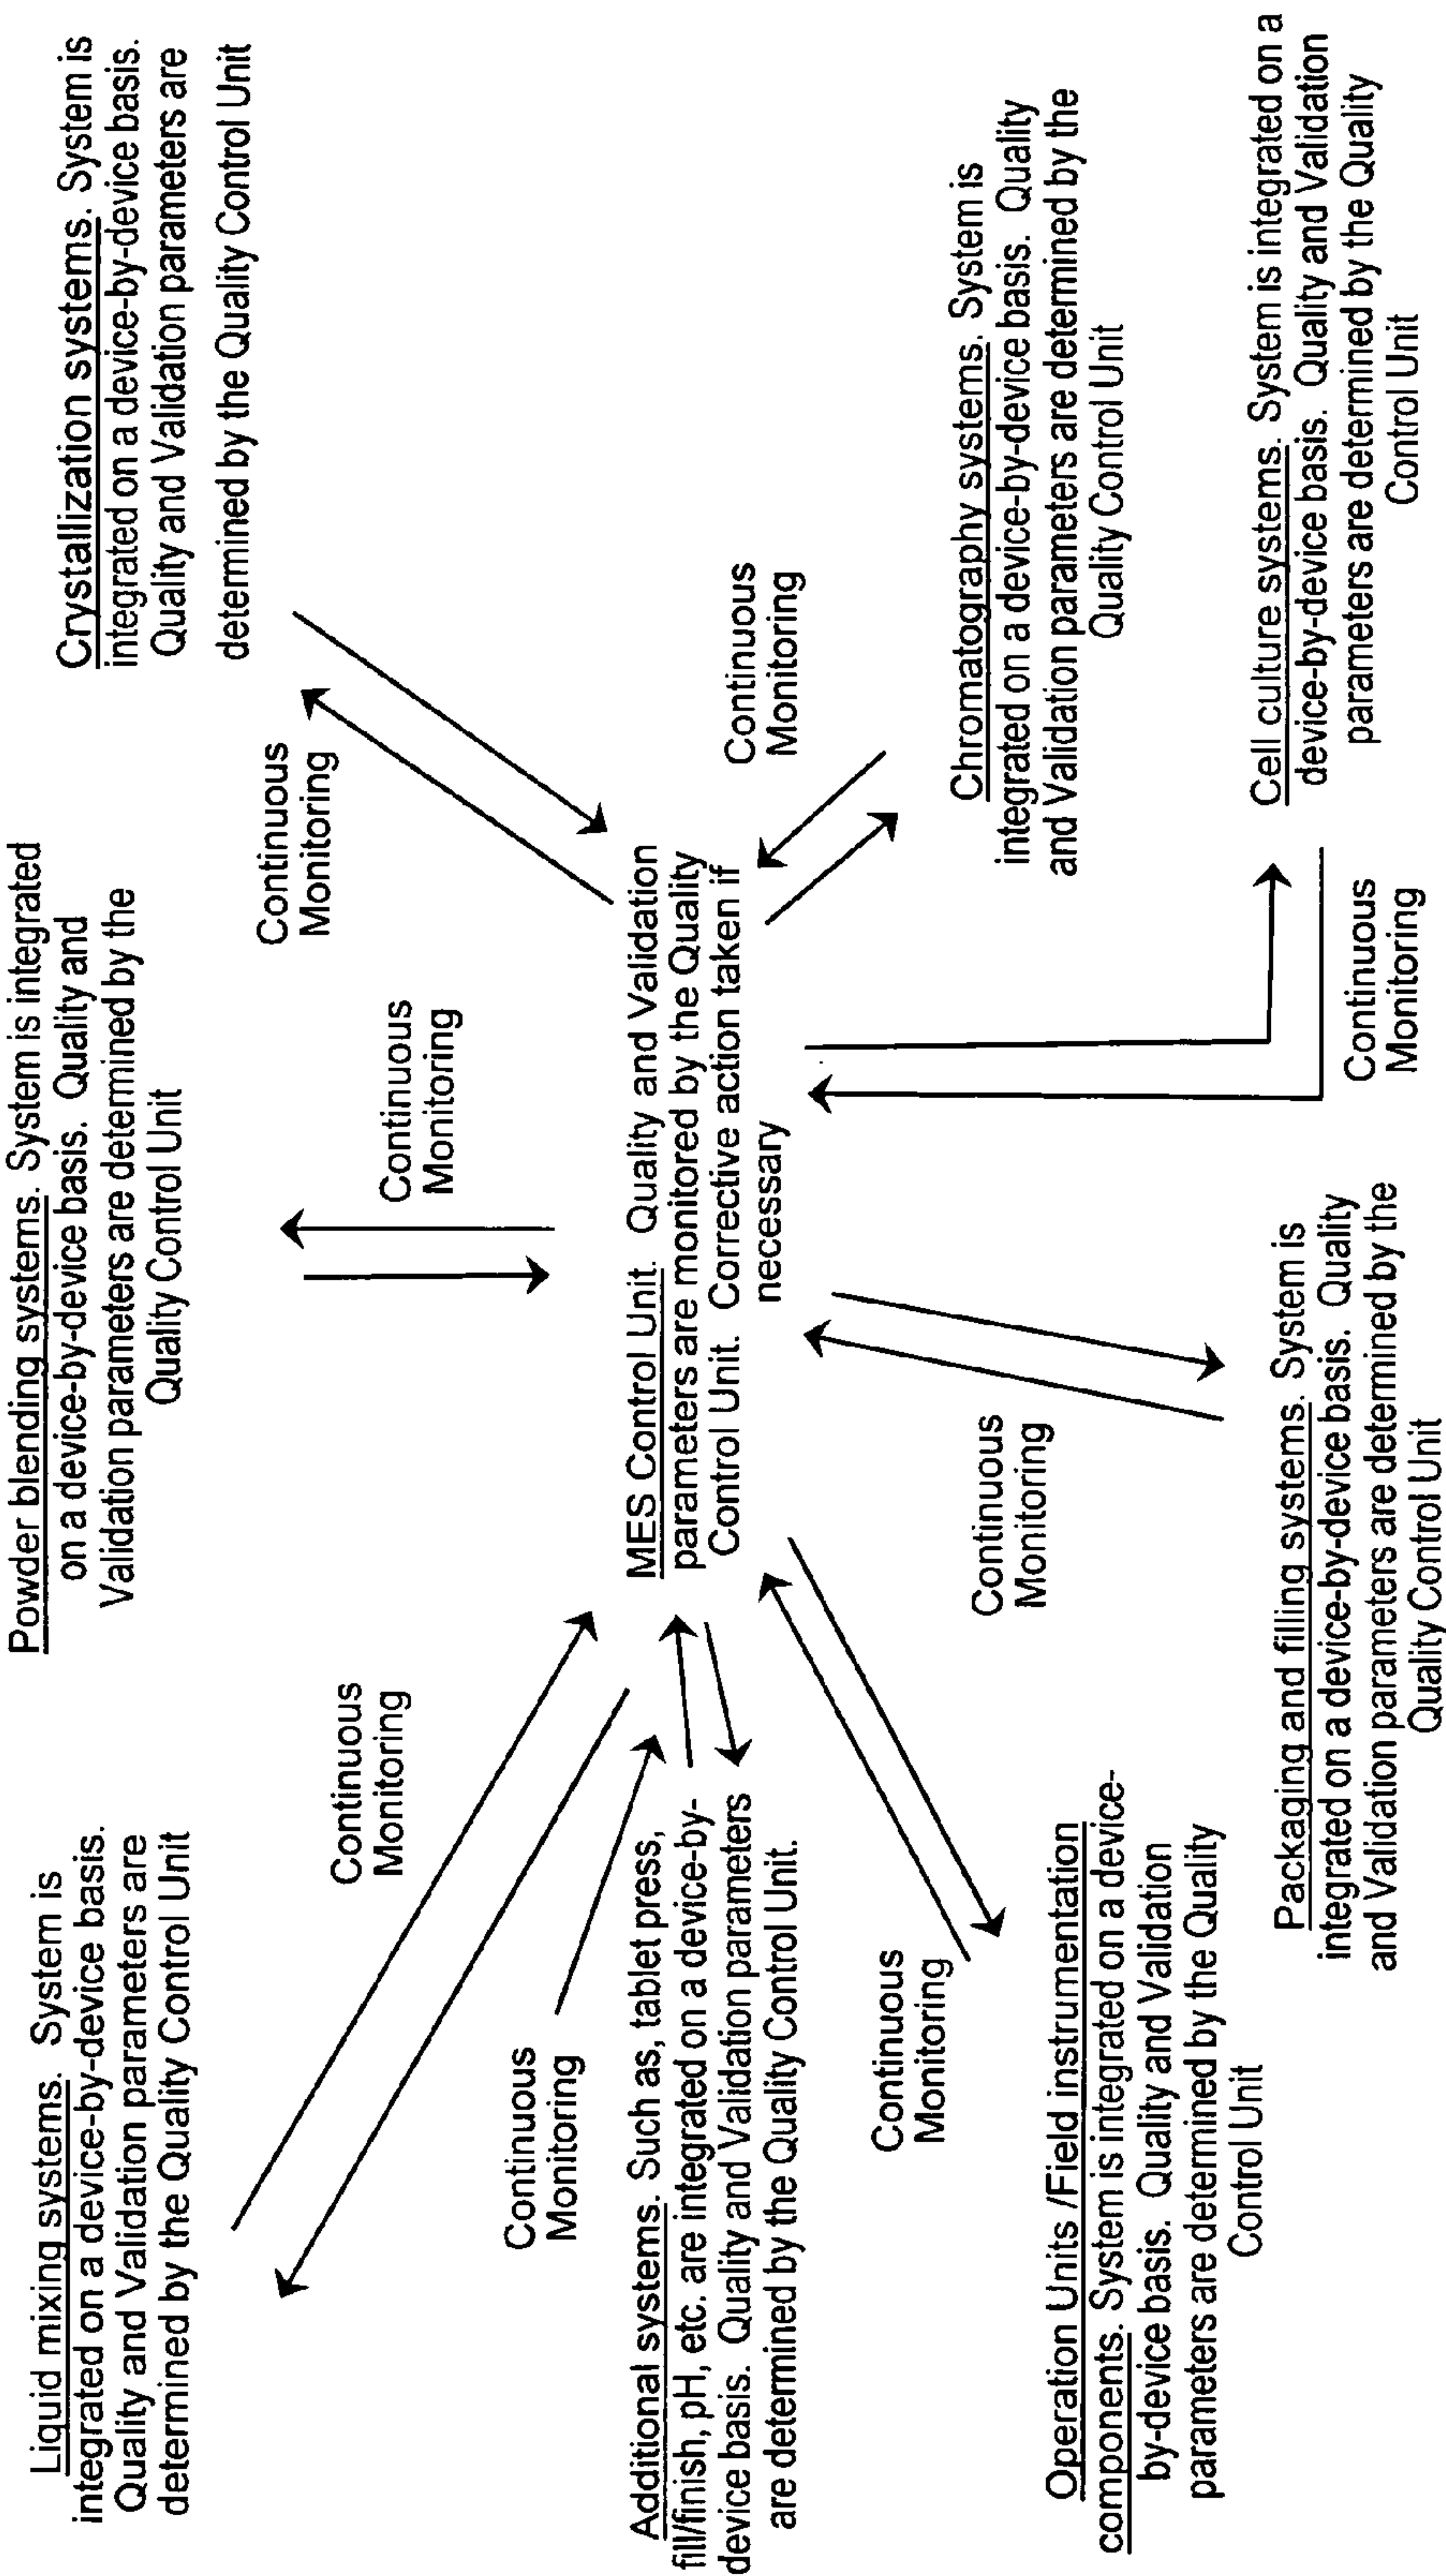 Liquid mixing systems. System is
integrated on a device-by-device basis.
Quality and Validation parameters are
determined by the Quality Control Unit
Powder blending systems. System is integrated
on a device-by-device basis. Quality and
Validation parameters are determined by the
Quality Control Unit
Crystallization systems. System is
integrated on a device-by-device basis.
Quality and Validation parameters are
determined by the Quality Control Unit
Continuous
Monitoring
Continuous
Monitoring
Continuous
Monitoring
Continuous
Monitoring
Additional systems. Such as, tablet press,
fill/finish, pH, etc. are integrated on a device-by-
device basis. Quality and Validation parameters
are determined by the Quality Control Unit.
MES Control Unit. Quality and Validation
parameters are monitored by the Quality
Control Unit. Corrective action taken if
necessary
Continuous
Monitoring
Continuous
Monitoring
Continuous
Monitoring
Chromatography systems. System is
integrated on a device-by-device basis. Quality
and Validation parameters are determined by the
Quality Control Unit
Operation Units /Field instrumentation
components. System is integrated on a device-
by-device basis. Quality and Validation
parameters are determined by the Quality
Control Unit
Packaging and filling systems. System is
integrated on a device-by-device basis. Quality
and Validation parameters are determined by the
Quality Control Unit
Cell culture systems. System is integrated on a
device-by-device basis. Quality and Validation
parameters are determined by the Quality
Control Unit
Continuous
Monitoring